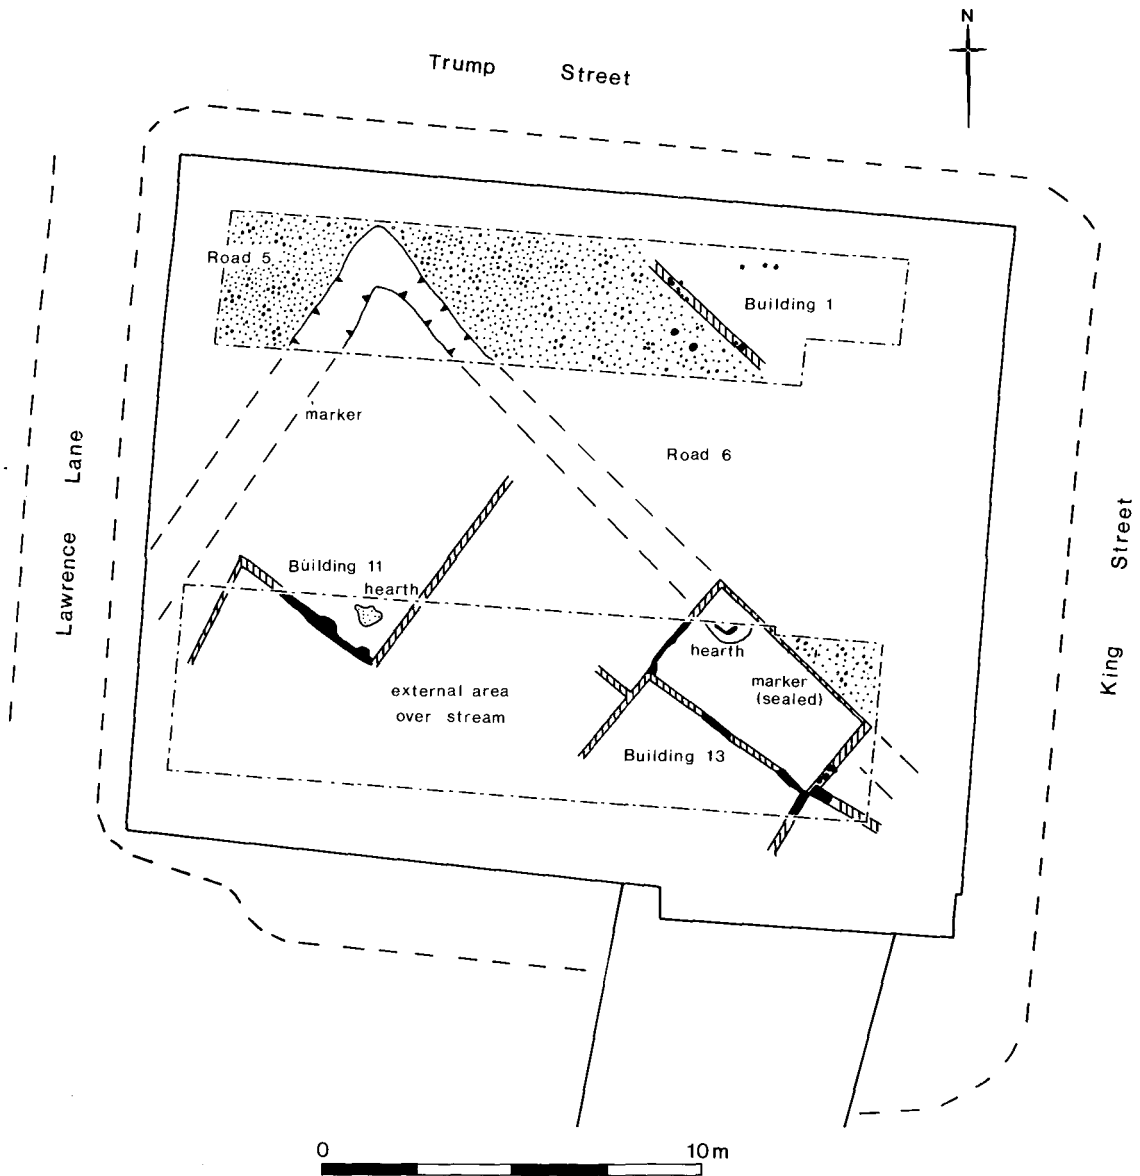 N
Trump Street
Road 5
Building 1
marker
Road 6
Lawrence Lane
King Street
Building 11
hearth
hearth
marker
(sealed)
external area
over stream
Building 13
0 10m